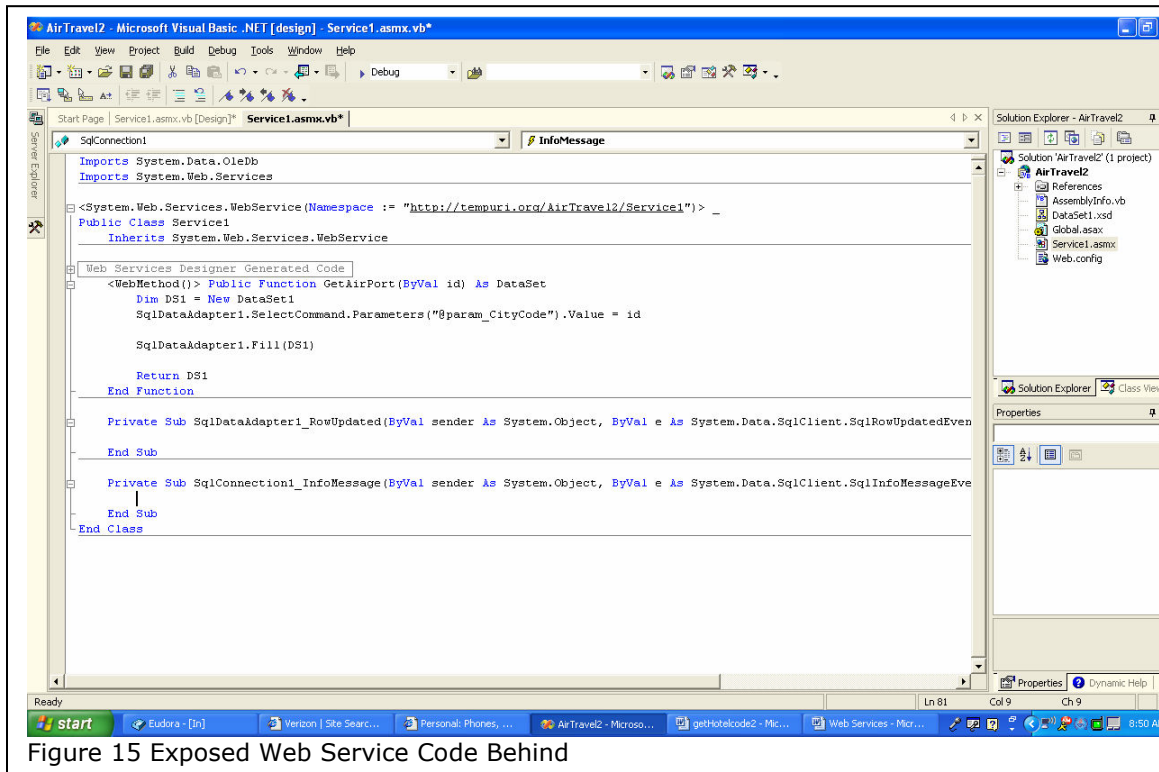 AirTravel2 - Microsoft Visual Basic .NET [design] - Service1.asmx.vb*
File Edit View Project Build Debug Tools Window Help
Debug
Start Page Service1.asmx.vb [Design]* Service1.asmx.vb*
SqlConnection1 InfoMessage
Server Explorer
Imports System.Data.OleDb
Imports System.Web.Services
<System.Web.Services.WebService(Namespace := "http://tempuri.org/AirTravel2/Service1")> _
Public Class Service1
Inherits System.Web.Services.WebService
Web Services Designer Generated Code
<WebMethod()> Public Function GetAirPort(ByVal id) As DataSet
Dim DS1 = New DataSet1
SqlDataAdapter1.SelectCommand.Parameters("@param_CityCode").Value = id
SqlDataAdapter1.Fill(DS1)
Return DS1
End Function
Private Sub SqlDataAdapter1_RowUpdated(ByVal sender As System.Object, ByVal e As System.Data.SqlClient.SqlRowUpdatedEven
End Sub
Private Sub SqlConnection1_InfoMessage(ByVal sender As System.Object, ByVal e As System.Data.SqlClient.SqlInfoMessageEve
End Sub
End Class
Solution Explorer - AirTravel2
Solution 'AirTravel2' (1 project)
AirTravel2
References
AssemblyInfo.vb
DataSet1.xsd
Global.asax
Service1.asmx
Web.config
Solution Explorer Class View
Properties
Properties Dynamic Help
Ready Ln 81 Col 9 Ch 9
start Eudora - [In] Verizon | Site Searc... Personal: Phones, ... AirTravel2 - Microso... getHotelcode2 - Mic... Web Services - Micr... 8:50 A
Figure 15 Exposed Web Service Code Behind